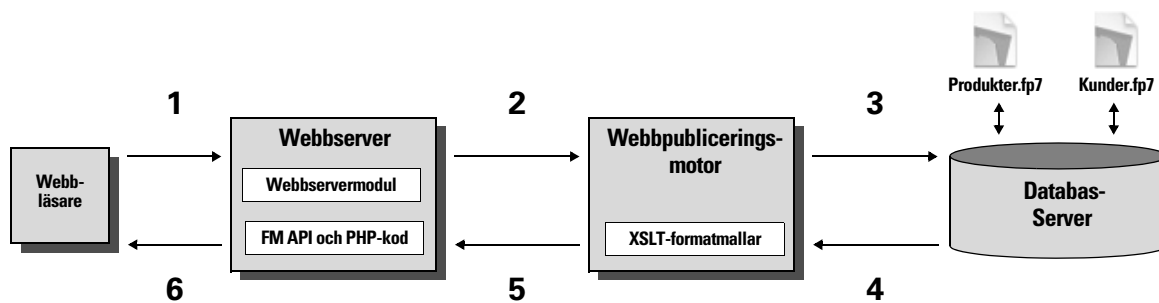 Produkter.fp7
Kunder.fp7
1
2
3
Webb-
läsare
Webbserver
Webbservermodul
FM API och PHP-kod
Webbpublicerings-
motor
XSLT-formatmallar
Databas-
Server
6
5
4